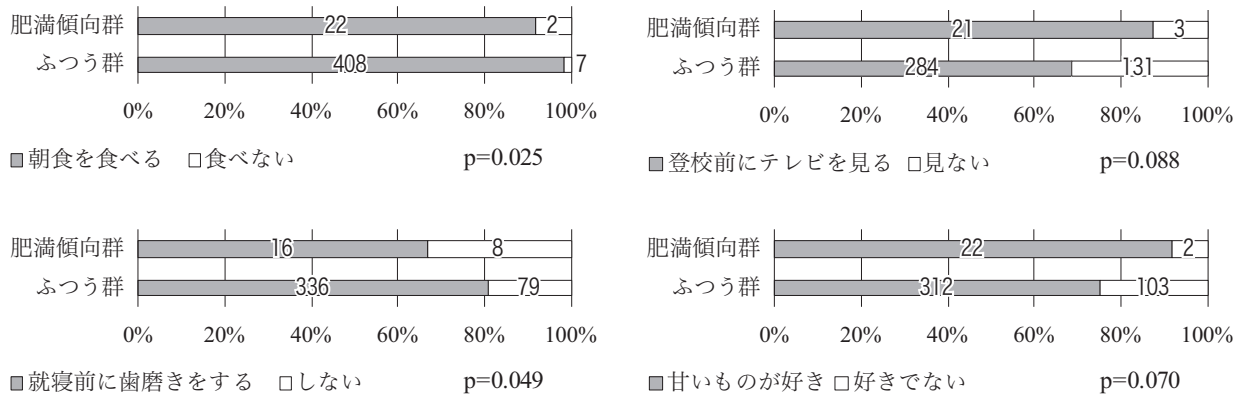 肥満傾向群 22 2
ふつう群 408 7
0% 20% 40% 60% 80% 100%
■朝食を食べる □食べない p=0.025
肥満傾向群 21 3
ふつう群 284 131
0% 20% 40% 60% 80% 100%
■登校前にテレビを見る □見ない p=0.088
肥満傾向群 16 8
ふつう群 336 79
0% 20% 40% 60% 80% 100%
■就寝前に歯磨きをする □しない p=0.049
肥満傾向群 22 2
ふつう群 312 103
0% 20% 40% 60% 80% 100%
■甘いものが好き □好きでない p=0.070